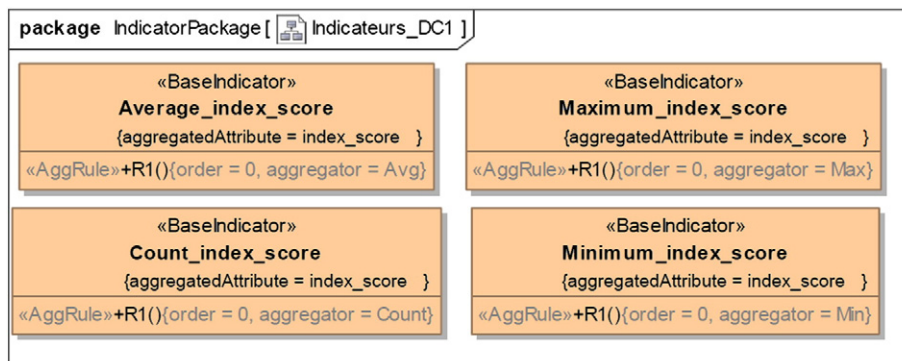 package IndicatorPackage [ Indicateurs_DC1 ]
«BaseIndicator»
Average_index_score
{aggregatedAttribute = index_score }
«AggRule»+R1(){order = 0, aggregator = Avg}
«BaseIndicator»
Maximum_index_score
{aggregatedAttribute = index_score }
«AggRule»+R1(){order = 0, aggregator = Max}
«BaseIndicator»
Count_index_score
{aggregatedAttribute = index_score }
«AggRule»+R1(){order = 0, aggregator = Count}
«BaseIndicator»
Minimum_index_score
{aggregatedAttribute = index_score }
«AggRule»+R1(){order = 0, aggregator = Min}